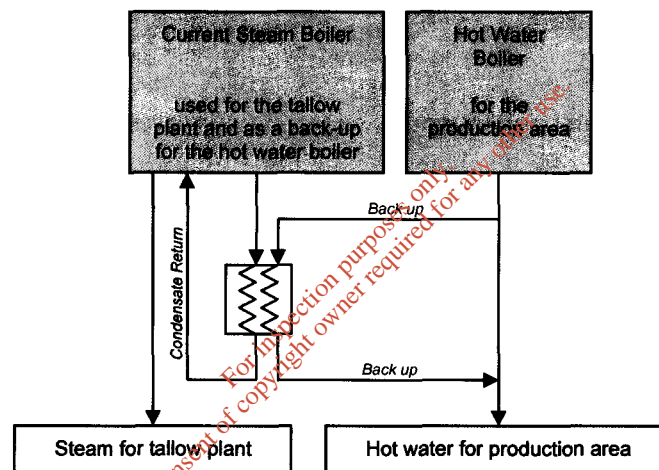 Current Steam Boiler
used for the tallow
plant and as a back-up
for the hot water boiler
Hot Water
Boiler
for the
production area
Back up
Condensate Return
Back up
Steam for tallow plant
Hot water for production area
For inspection purposes only.
sent of copyright owner required for any other use.